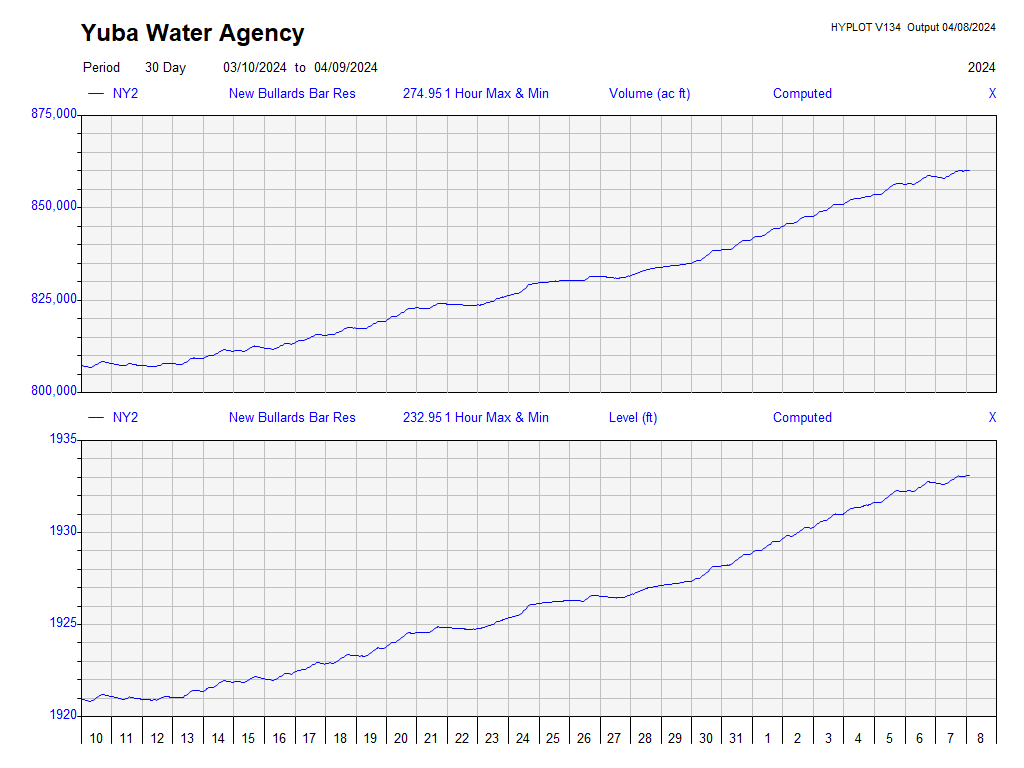 Yuba Water Agency
HYPLOT V134 Output 04/08/2024
Period 30 Day 03/10/2024 to 04/09/2024 2024
NY2 New Bullards Bar Res 274.95 1 Hour Max & Min Volume (ac ft) Computed X
875,000
850,000
825,000
800,000
NY2 New Bullards Bar Res 232.95 1 Hour Max & Min Level (ft) Computed X
1935
1930
1925
1920
10 11 12 13 14 15 16 17 18 19 20 21 22 23 24 25 26 27 28 29 30 31 1 2 3 4 5 6 7 8